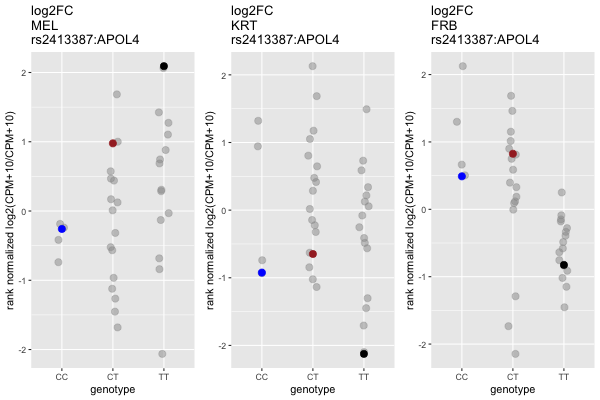 log2FC
MEL
rs2413387:APOL4
rank normalized log2(CPM+10/CPM+10)
2
1
0
-1
-2
CC
CT
TT
genotype
log2FC
KRT
rs2413387:APOL4
rank normalized log2(CPM+10/CPM+10)
2
1
0
-1
-2
CC
CT
TT
genotype
log2FC
FRB
rs2413387:APOL4
rank normalized log2(CPM+10/CPM+10)
2
1
0
-1
-2
CC
CT
TT
genotype